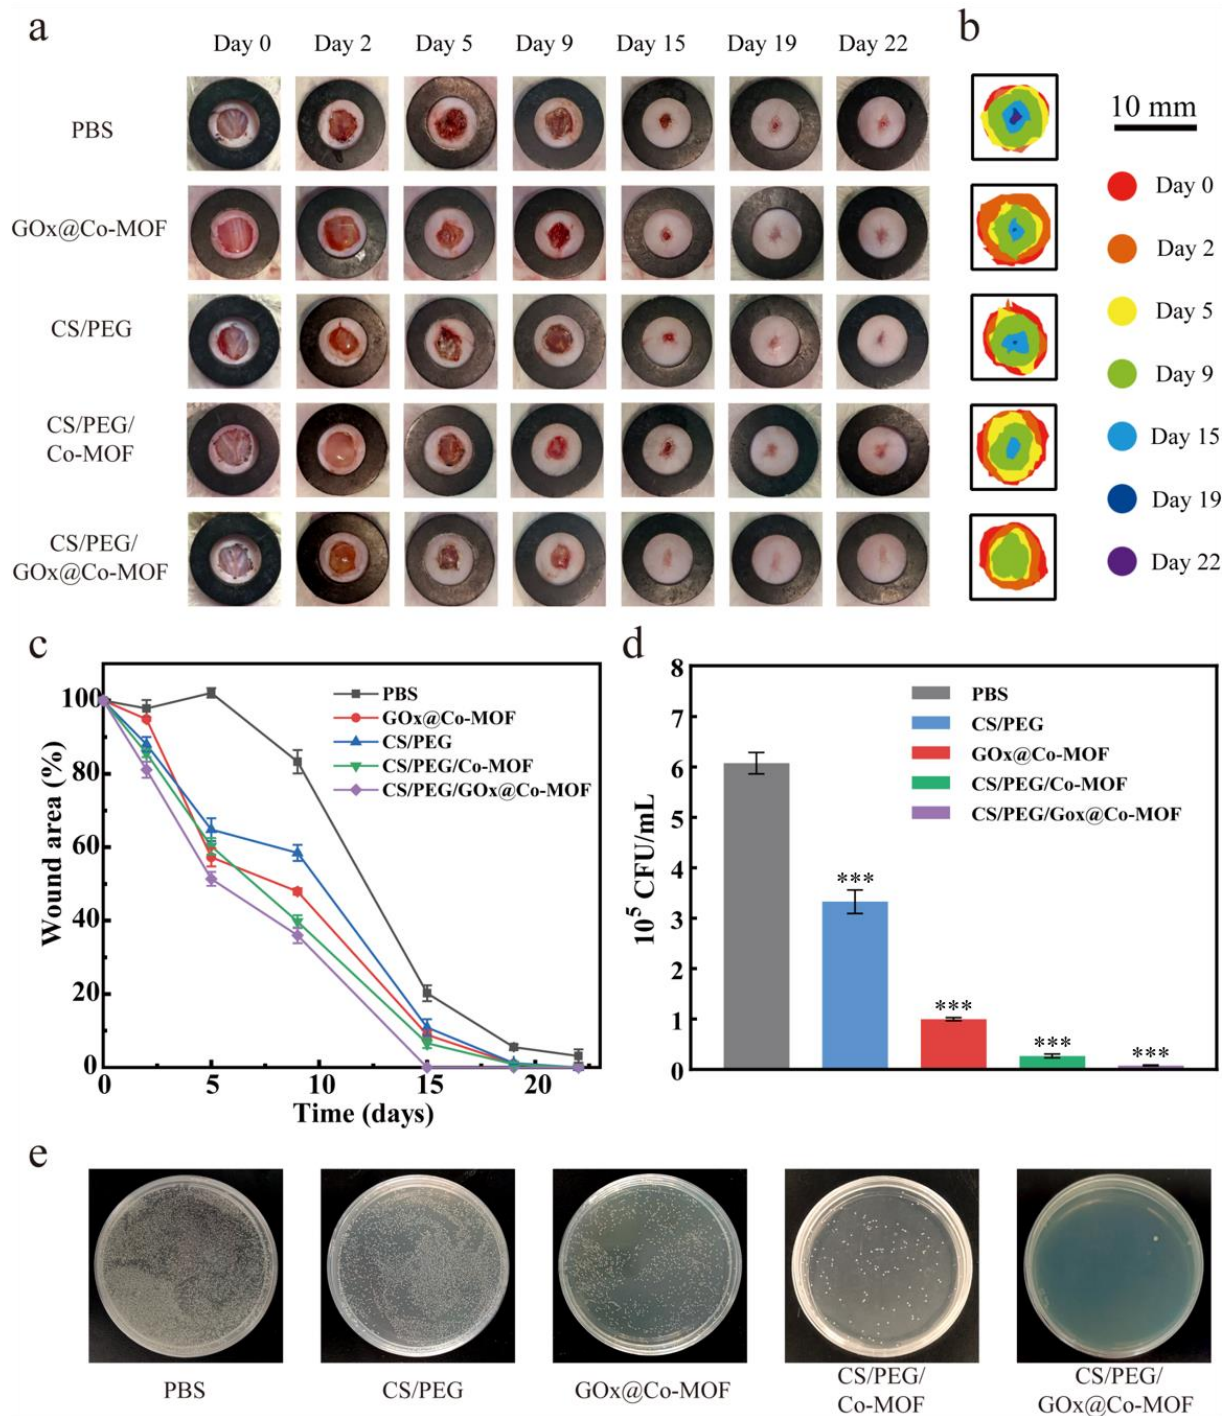 a
Day 0 Day 2 Day 5 Day 9 Day 15 Day 19 Day 22
PBS
GOx@Co-MOF
CS/PEG
CS/PEG/
Co-MOF
CS/PEG/
GOx@Co-MOF
b
10 mm
Day 0
Day 2
Day 5
Day 9
Day 15
Day 19
Day 22
c
Wound area (%)
100
80
60
40
20
0
0 5 10 15 20
Time (days)
PBS
GOx@Co-MOF
CS/PEG
CS/PEG/Co-MOF
CS/PEG/GOx@Co-MOF
d
10⁵ CFU/mL
8
7
6
5
4
3
2
1
0
PBS
CS/PEG
GOx@Co-MOF
CS/PEG/Co-MOF
CS/PEG/Gox@Co-MOF
***
***
***
***
e
PBS
CS/PEG
GOx@Co-MOF
CS/PEG/
Co-MOF
CS/PEG/
GOx@Co-MOF